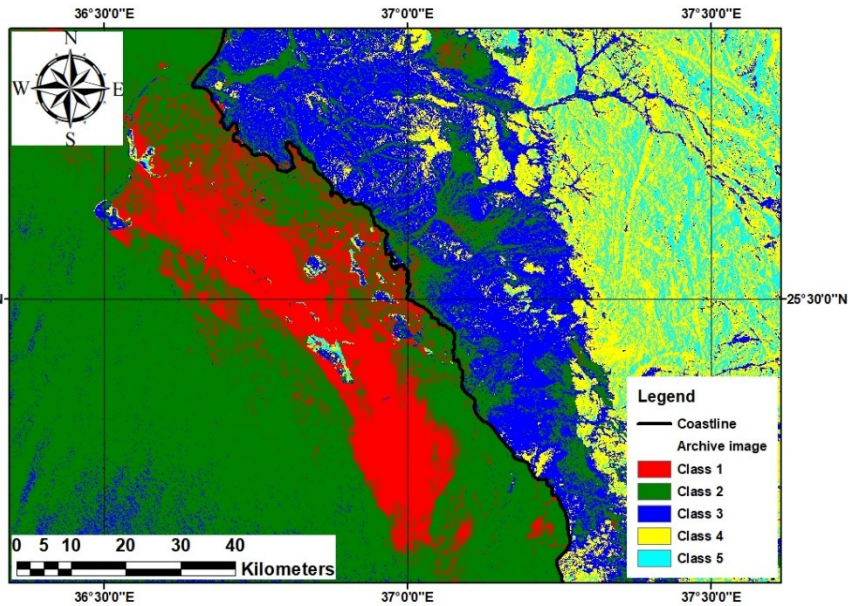 36°30'0"E 37°0'0"E 37°30'0"E
N
W E
S
N 25°30'0"N
Legend
Coastline
Archive image
Class 1
Class 2
Class 3
Class 4
Class 5
0 5 10 20 30 40
Kilometers
36°30'0"E 37°0'0"E 37°30'0"E